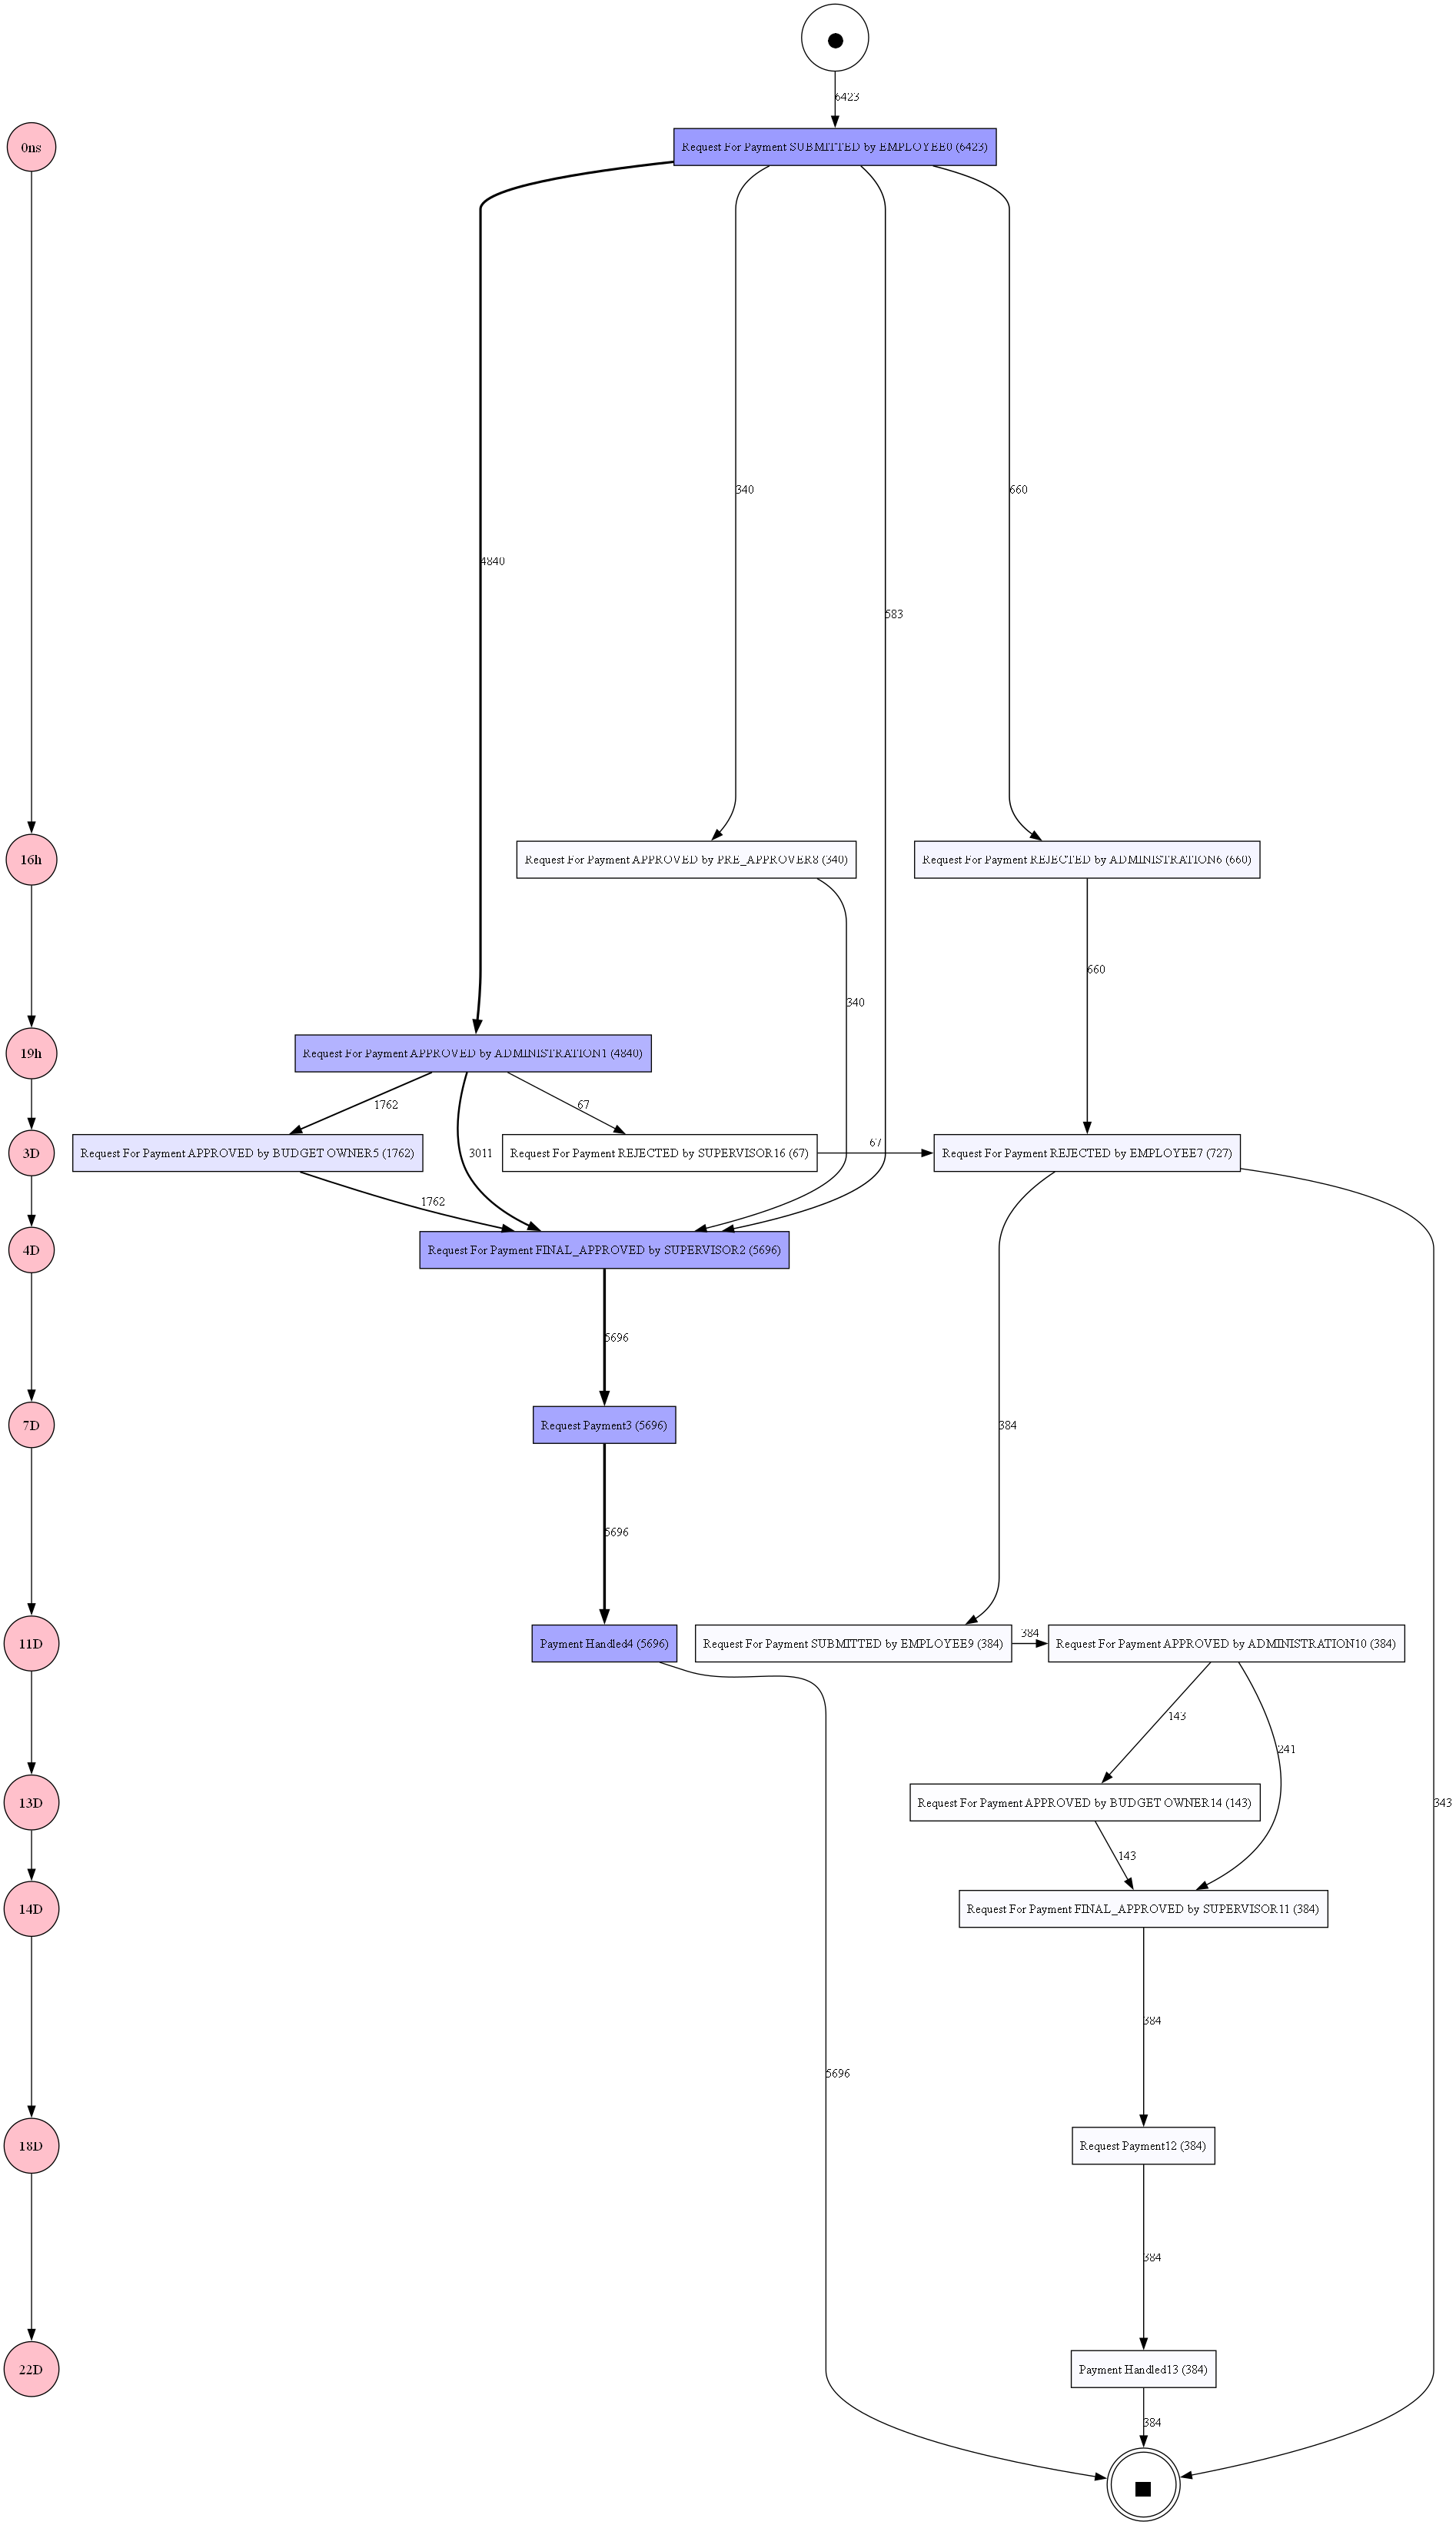 6423
0ns
Request For Payment SUBMITTED by EMPLOYEE0 (6423)
340
660
4840
583
16h
Request For Payment APPROVED by PRE_APPROVER8 (340)
Request For Payment REJECTED by ADMINISTRATION6 (660)
660
340
19h
Request For Payment APPROVED by ADMINISTRATION1 (4840)
1762
67
3D
Request For Payment APPROVED by BUDGET OWNER5 (1762)
3011
Request For Payment REJECTED by SUPERVISOR16 (67)
67
Request For Payment REJECTED by EMPLOYEE7 (727)
1762
4D
Request For Payment FINAL_APPROVED by SUPERVISOR2 (5696)
5696
7D
Request Payment3 (5696)
384
5696
11D
Payment Handled4 (5696)
Request For Payment SUBMITTED by EMPLOYEE9 (384)
384
Request For Payment APPROVED by ADMINISTRATION10 (384)
143
241
13D
Request For Payment APPROVED by BUDGET OWNER14 (143)
343
143
14D
Request For Payment FINAL_APPROVED by SUPERVISOR11 (384)
384
5696
18D
Request Payment12 (384)
384
22D
Payment Handled13 (384)
384